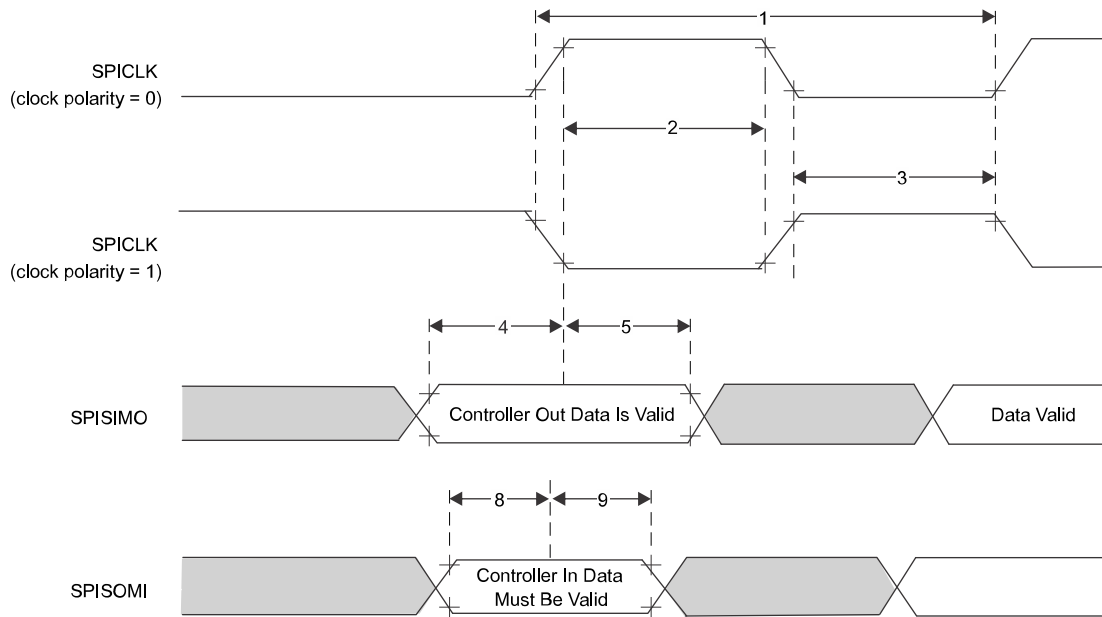 1
SPICLK
(clock polarity = 0)
2
3
SPICLK
(clock polarity = 1)
4
5
SPISIMO
Controller Out Data Is Valid
Data Valid
8
9
SPISOMI
Controller In Data
Must Be Valid